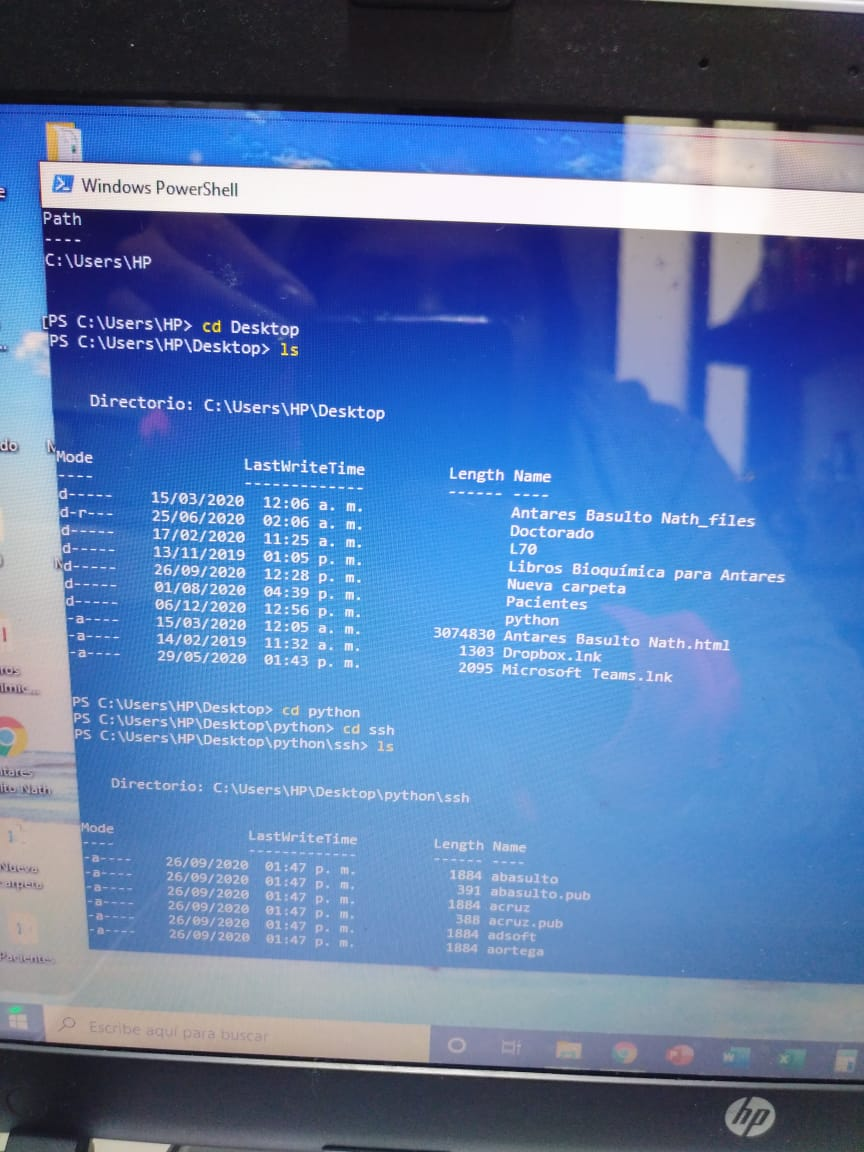 Windows PowerShell
Path
----
C:\Users\HP
PS C:\Users\HP> cd Desktop
PS C:\Users\HP\Desktop> ls
Directorio: C:\Users\HP\Desktop
Mode LastWriteTime Length Name
---- ------------- ------ ----
d----- 15/03/2020 12:06 a. m. Antares Basulto Nath_files
d-r--- 25/06/2020 02:06 a. m. Doctorado
d----- 17/02/2020 11:25 a. m. L70
d----- 13/11/2019 01:05 p. m. Libros Bioquímica para Antares
d----- 26/09/2020 12:28 p. m. Nueva carpeta
d----- 01/08/2020 04:39 p. m. Pacientes
d----- 06/12/2020 12:56 p. m. python
-a---- 15/03/2020 12:05 a. m. 3074830 Antares Basulto Nath.html
-a---- 14/02/2019 11:32 a. m. 1303 Dropbox.lnk
-a---- 29/05/2020 01:43 p. m. 2095 Microsoft Teams.lnk
PS C:\Users\HP\Desktop> cd python
PS C:\Users\HP\Desktop\python> cd ssh
PS C:\Users\HP\Desktop\python\ssh> ls
Directorio: C:\Users\HP\Desktop\python\ssh
Mode LastWriteTime Length Name
---- ------------- ------ ----
-a---- 26/09/2020 01:47 p. m. 1884 abasulto
-a---- 26/09/2020 01:47 p. m. 391 abasulto.pub
-a---- 26/09/2020 01:47 p. m. 1884 acruz
-a---- 26/09/2020 01:47 p. m. 388 acruz.pub
-a---- 26/09/2020 01:47 p. m. 1884 adsoft
-a---- 26/09/2020 01:47 p. m. 1884 aortega
Pacientes
Escribe aquí para buscar
hp